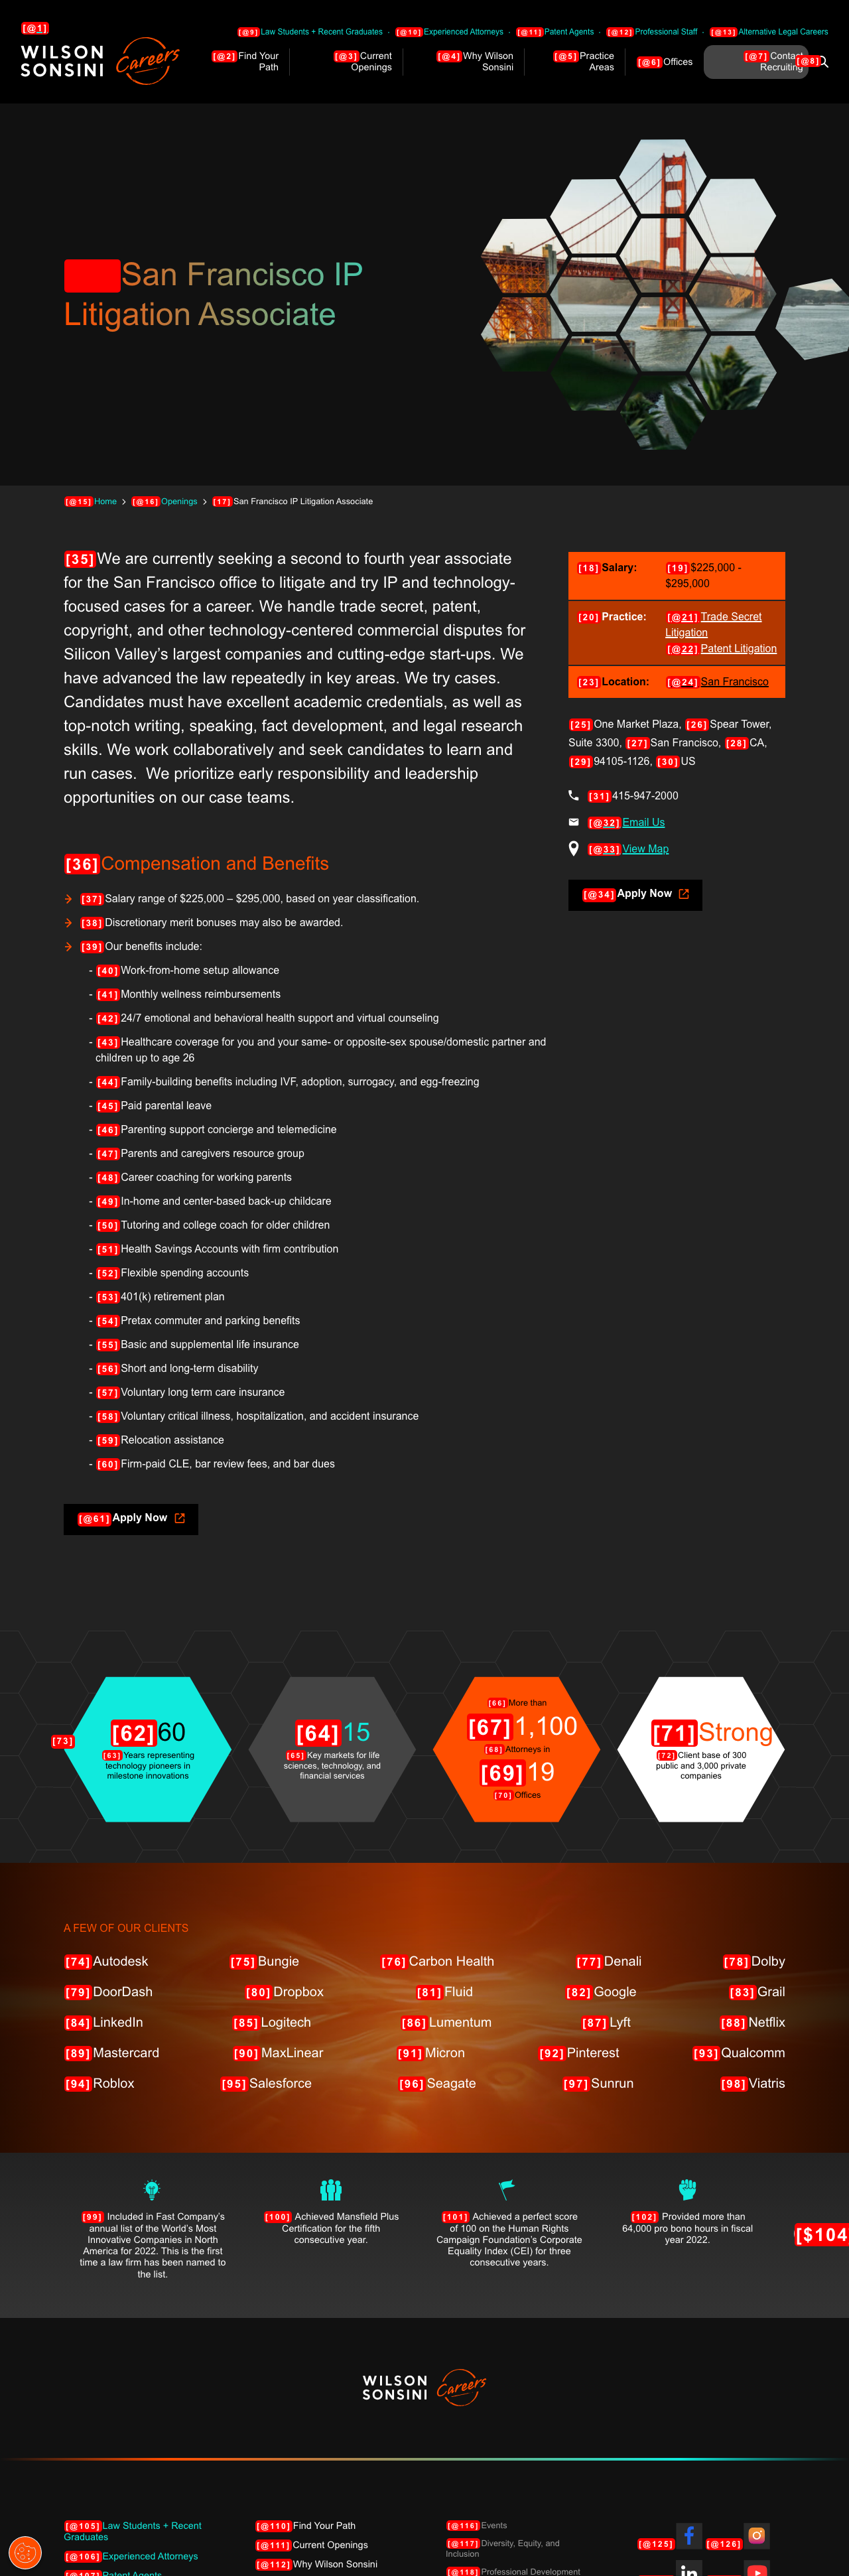 [@1]
WILSON
SONSINI
Careers
[@9] Law Students + Recent Graduates · [@10] Experienced Attorneys · [@11] Patent Agents · [@12] Professional Staff · [@13] Alternative Legal Careers
[@2] Find Your
Path
[@3] Current
Openings
[@4] Why Wilson
Sonsini
[@5] Practice
Areas
[@6] Offices
[@7] Contact
Recruiting
[@8]
San Francisco IP
Litigation Associate
[@15] Home > [@16] Openings > [17] San Francisco IP Litigation Associate
[35] We are currently seeking a second to fourth year associate
for the San Francisco office to litigate and try IP and technology-
focused cases for a career. We handle trade secret, patent,
copyright, and other technology-centered commercial disputes for
Silicon Valley's largest companies and cutting-edge start-ups. We
have advanced the law repeatedly in key areas. We try cases.
Candidates must have excellent academic credentials, as well as
top-notch writing, speaking, fact development, and legal research
skills. We work collaboratively and seek candidates to learn and
run cases.  We prioritize early responsibility and leadership
opportunities on our case teams.
[18] Salary: [19] $225,000 -
$295,000
[20] Practice: [@21] Trade Secret
Litigation
[@22] Patent Litigation
[23] Location: [@24] San Francisco
[25] One Market Plaza, [26] Spear Tower,
Suite 3300, [27] San Francisco, [28] CA,
[29] 94105-1126, [30] US
[31] 415-947-2000
[@32] Email Us
[@33] View Map
[@34] Apply Now
[36] Compensation and Benefits
[37] Salary range of $225,000 – $295,000, based on year classification.
[38] Discretionary merit bonuses may also be awarded.
[39] Our benefits include:
- [40] Work-from-home setup allowance
- [41] Monthly wellness reimbursements
- [42] 24/7 emotional and behavioral health support and virtual counseling
- [43] Healthcare coverage for you and your same- or opposite-sex spouse/domestic partner and
children up to age 26
- [44] Family-building benefits including IVF, adoption, surrogacy, and egg-freezing
- [45] Paid parental leave
- [46] Parenting support concierge and telemedicine
- [47] Parents and caregivers resource group
- [48] Career coaching for working parents
- [49] In-home and center-based back-up childcare
- [50] Tutoring and college coach for older children
- [51] Health Savings Accounts with firm contribution
- [52] Flexible spending accounts
- [53] 401(k) retirement plan
- [54] Pretax commuter and parking benefits
- [55] Basic and supplemental life insurance
- [56] Short and long-term disability
- [57] Voluntary long term care insurance
- [58] Voluntary critical illness, hospitalization, and accident insurance
- [59] Relocation assistance
- [60] Firm-paid CLE, bar review fees, and bar dues
[@61] Apply Now
[73]
[62] 60
[63] Years representing
technology pioneers in
milestone innovations
[64] 15
[65] Key markets for life
sciences, technology, and
financial services
[66] More than
[67] 1,100
[68] Attorneys in
[69] 19
[70] Offices
[71] Strong
[72] Client base of 300
public and 3,000 private
companies
A FEW OF OUR CLIENTS
[74] Autodesk [75] Bungie [76] Carbon Health [77] Denali [78] Dolby
[79] DoorDash [80] Dropbox [81] Fluid [82] Google [83] Grail
[84] LinkedIn [85] Logitech [86] Lumentum [87] Lyft [88] Netflix
[89] Mastercard [90] MaxLinear [91] Micron [92] Pinterest [93] Qualcomm
[94] Roblox [95] Salesforce [96] Seagate [97] Sunrun [98] Viatris
[99] Included in Fast Company's
annual list of the World's Most
Innovative Companies in North
America for 2022. This is the first
time a law firm has been named to
the list.
[100] Achieved Mansfield Plus
Certification for the fifth
consecutive year.
[101] Achieved a perfect score
of 100 on the Human Rights
Campaign Foundation's Corporate
Equality Index (CEI) for three
consecutive years.
[102] Provided more than
64,000 pro bono hours in fiscal
year 2022.
[$104
WILSON
SONSINI
Careers
[@105] Law Students + Recent
Graduates
[@106] Experienced Attorneys
[@107] Patent Agents
[@110] Find Your Path
[@111] Current Openings
[@112] Why Wilson Sonsini
[@116] Events
[@117] Diversity, Equity, and
Inclusion
[@118] Professional Development
[@125] [@126]